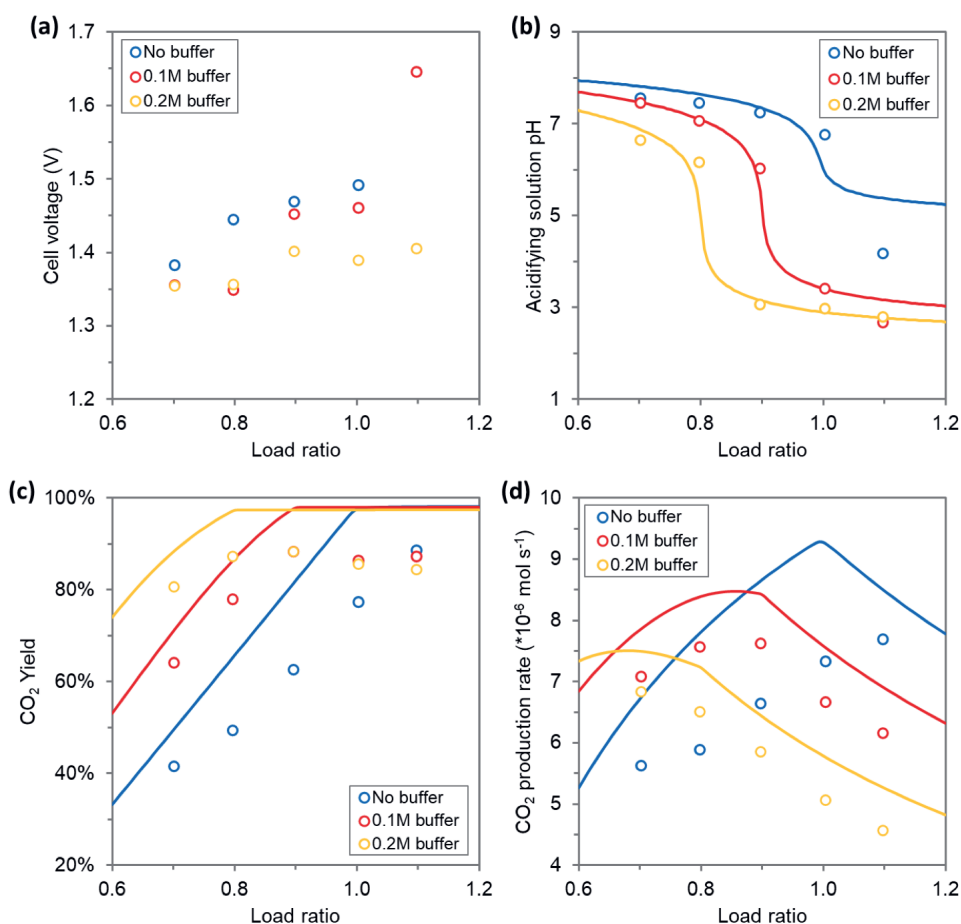 (a)
1.7
1.6
1.5
1.4
1.3
1.2
Cell voltage (V)
No buffer
0.1M buffer
0.2M buffer
0.6
0.8
1.0
1.2
Load ratio
(b)
9
7
5
3
1
Acidifying solution pH
No buffer
0.1M buffer
0.2M buffer
0.6
0.8
1.0
1.2
Load ratio
(c)
100%
80%
60%
40%
20%
CO2 Yield
No buffer
0.1M buffer
0.2M buffer
0.6
0.8
1.0
1.2
Load ratio
(d)
10
9
8
7
6
5
4
CO2 production rate (*10-6 mol s-1)
No buffer
0.1M buffer
0.2M buffer
0.6
0.8
1.0
1.2
Load ratio